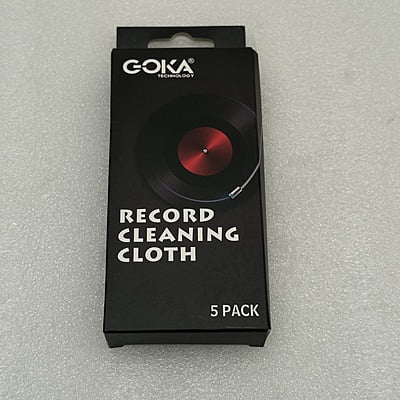 GOKA®
TECHNOLOGY
RECORD
CLEANING
CLOTH
5 PACK